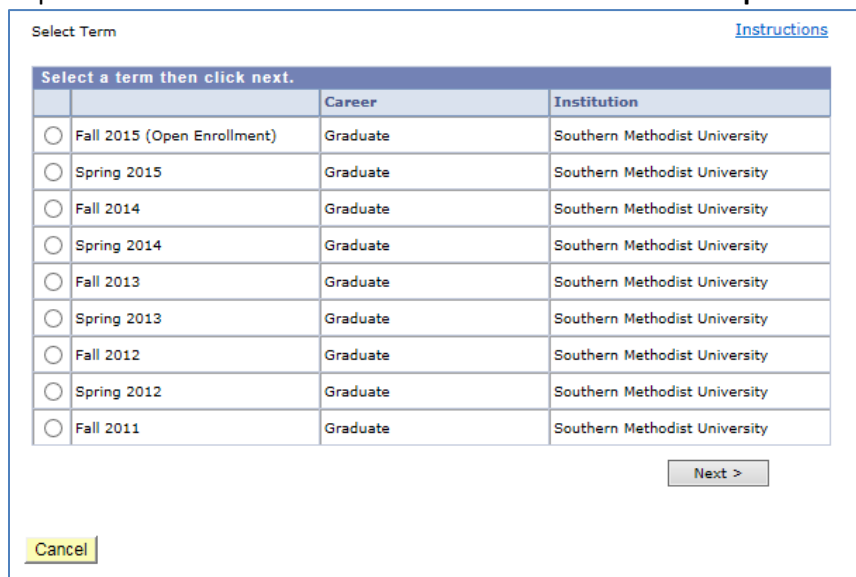 Select Term Instructions
Select a term then click next.
Career Institution
Fall 2015 (Open Enrollment) Graduate Southern Methodist University
Spring 2015 Graduate Southern Methodist University
Fall 2014 Graduate Southern Methodist University
Spring 2014 Graduate Southern Methodist University
Fall 2013 Graduate Southern Methodist University
Spring 2013 Graduate Southern Methodist University
Fall 2012 Graduate Southern Methodist University
Spring 2012 Graduate Southern Methodist University
Fall 2011 Graduate Southern Methodist University
Next >
Cancel